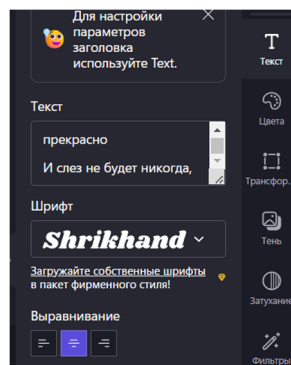 Для настройки
параметров
заголовка
используйте Text.
Текст
прекрасно
И слез не будет никогда,
Шрифт
Shrikhand
Загружайте собственные шрифты
в пакет фирменного стиля!
Выравнивание
Текст
Цвета
Трансфор...
Тень
Затухание
Фильтры